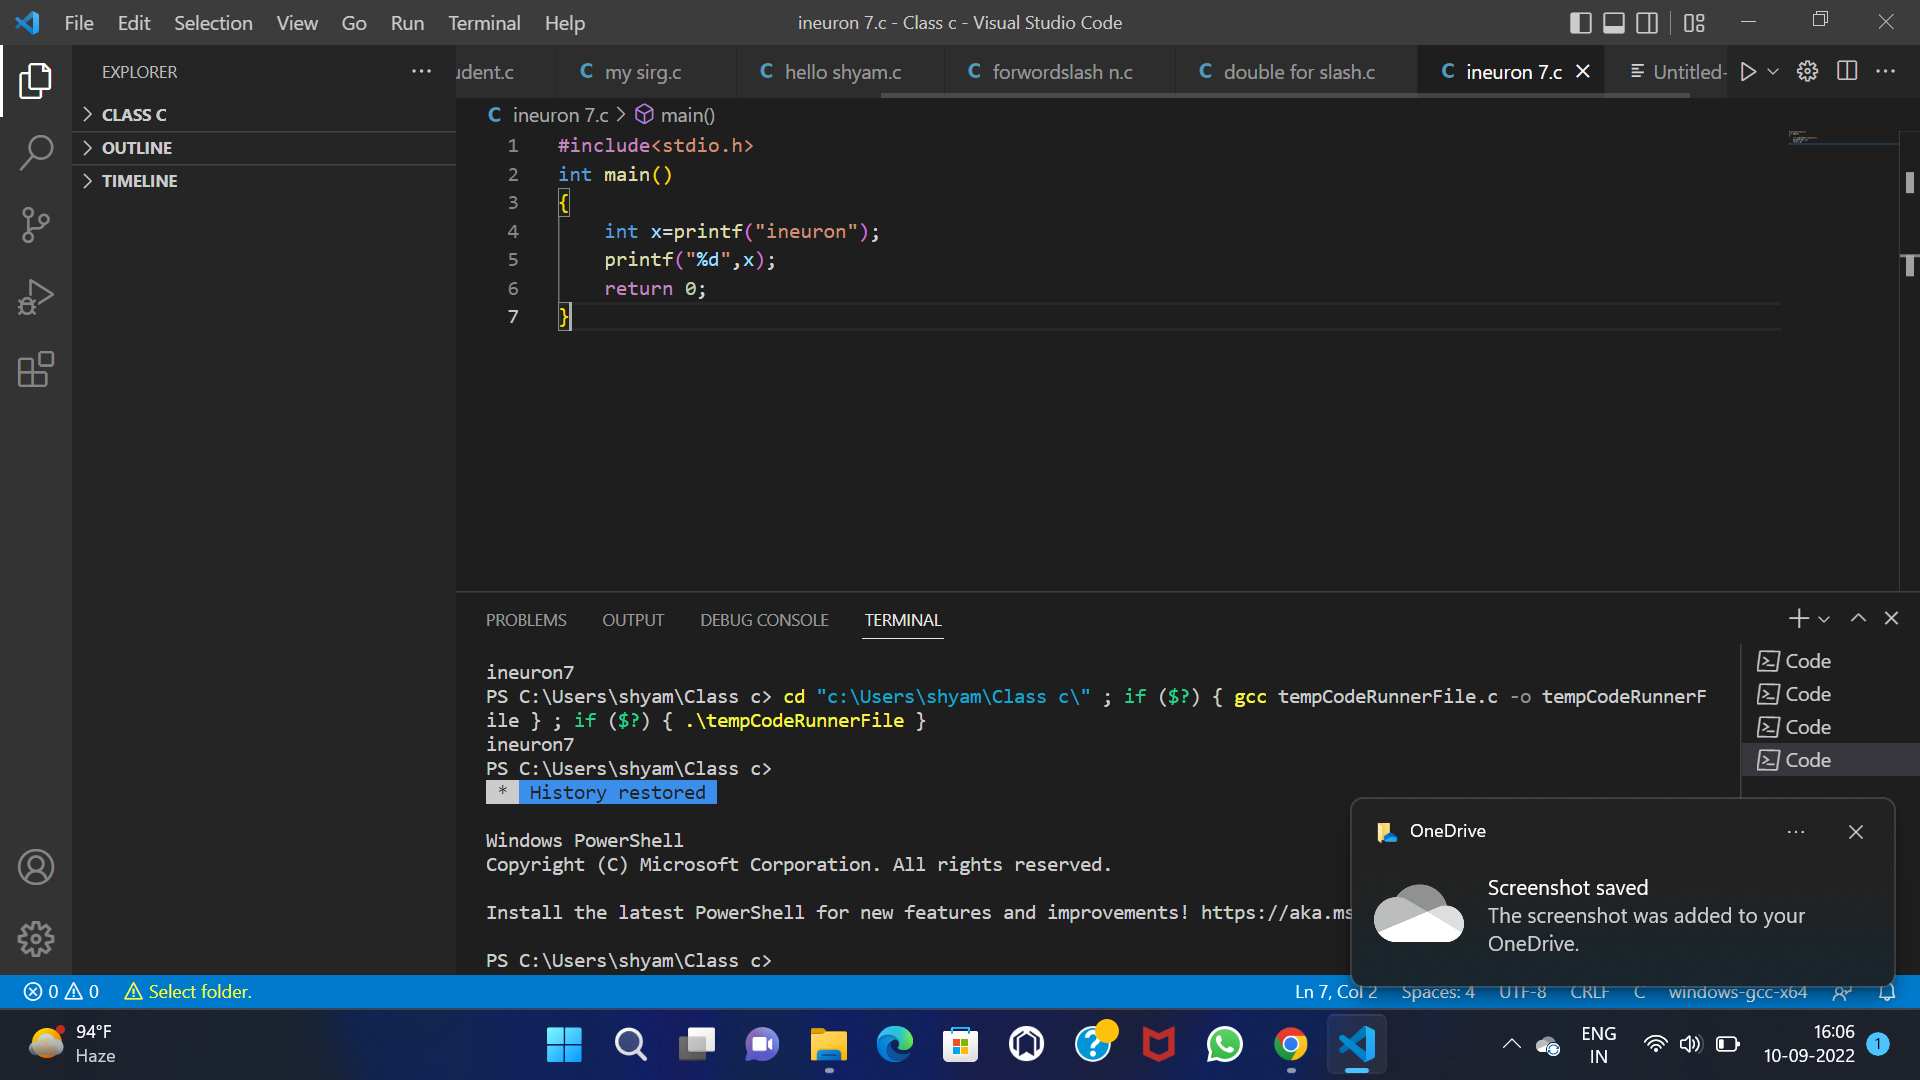 File Edit Selection View Go Run Terminal Help
ineuron 7.c - Class c - Visual Studio Code
EXPLORER
CLASS C
OUTLINE
TIMELINE
udent.c
C my sirg.c
C hello shyam.c
C forwordslash n.c
C double for slash.c
C ineuron 7.c
Untitled-
C ineuron 7.c > main()
1 #include<stdio.h>
2 int main()
3 {
4 int x=printf("ineuron");
5 printf("%d",x);
6 return 0;
7 }
PROBLEMS OUTPUT DEBUG CONSOLE TERMINAL
ineuron7
PS C:\Users\shyam\Class c> cd "c:\Users\shyam\Class c\" ; if ($?) { gcc tempCodeRunnerFile.c -o tempCodeRunnerF
ile } ; if ($?) { .\tempCodeRunnerFile }
ineuron7
PS C:\Users\shyam\Class c>
* History restored
Windows PowerShell
Copyright (C) Microsoft Corporation. All rights reserved.
Install the latest PowerShell for new features and improvements! https://aka.ms
PS C:\Users\shyam\Class c>
Code
Code
Code
Code
OneDrive
Screenshot saved
The screenshot was added to your
OneDrive.
0 0 Select folder.
Ln 7, Col 2 Spaces: 4 UTF-8 CRLF C windows-gcc-x64
94°F
Haze
ENG
IN
16:06
10-09-2022
1